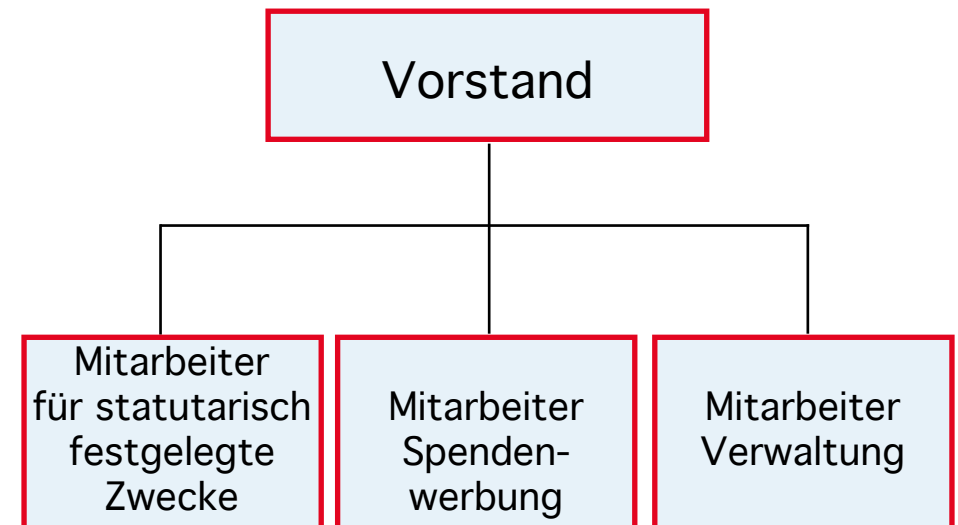 Vorstand
Mitarbeiter
für statutarisch
festgelegte
Zwecke
Mitarbeiter
Spenden-
werbung
Mitarbeiter
Verwaltung